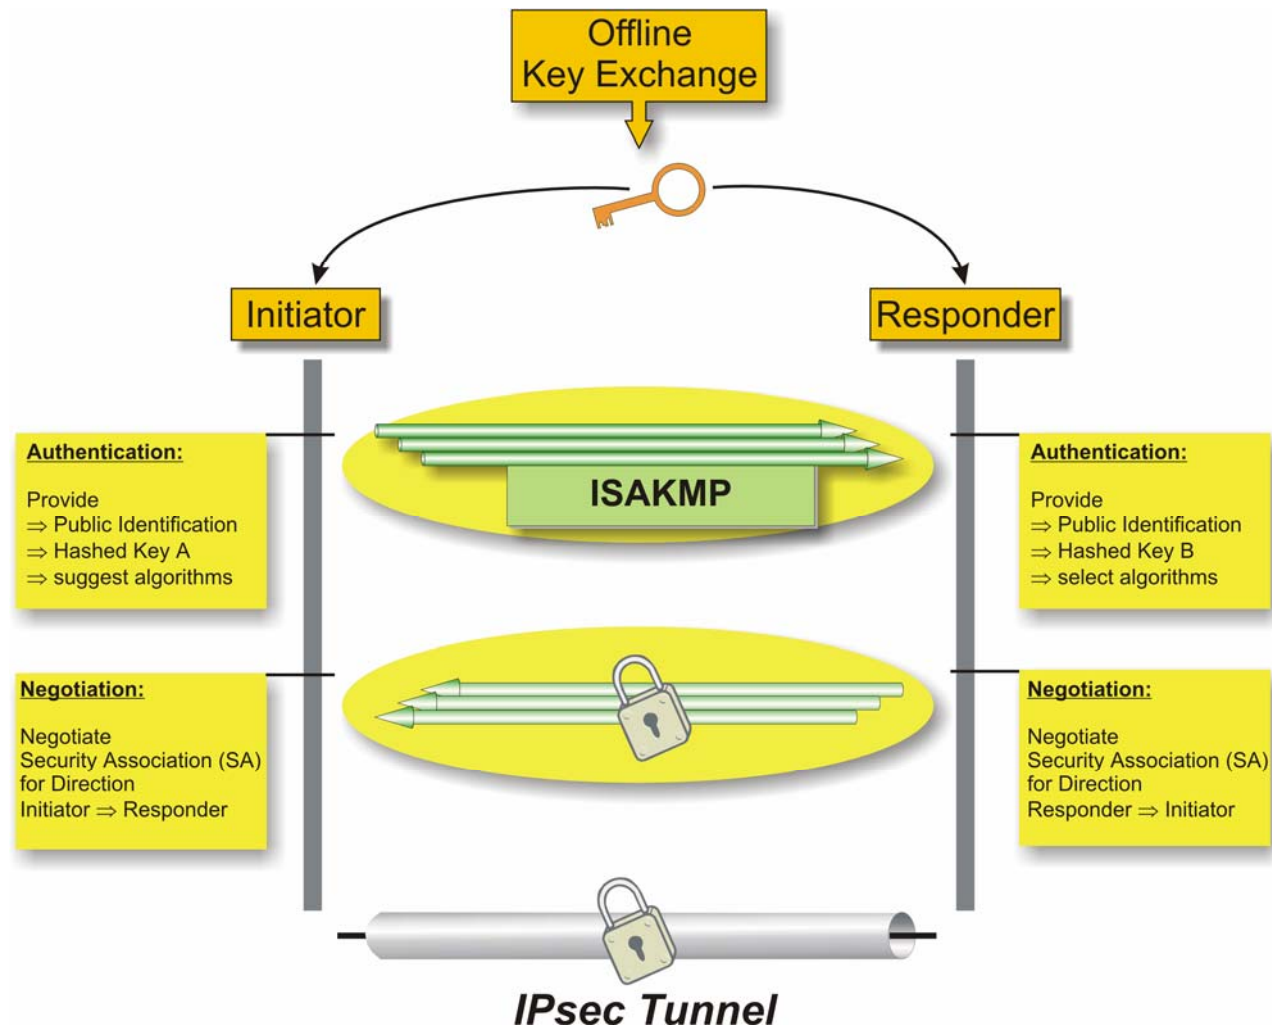 Offline
Key Exchange
Initiator
Responder
Authentication:
Provide
⇒ Public Identification
⇒ Hashed Key A
⇒ suggest algorithms
ISAKMP
Authentication:
Provide
⇒ Public Identification
⇒ Hashed Key B
⇒ select algorithms
Negotiation:
Negotiate
Security Association (SA)
for Direction
Initiator ⇒ Responder
Negotiation:
Negotiate
Security Association (SA)
for Direction
Responder ⇒ Initiator
IPsec Tunnel